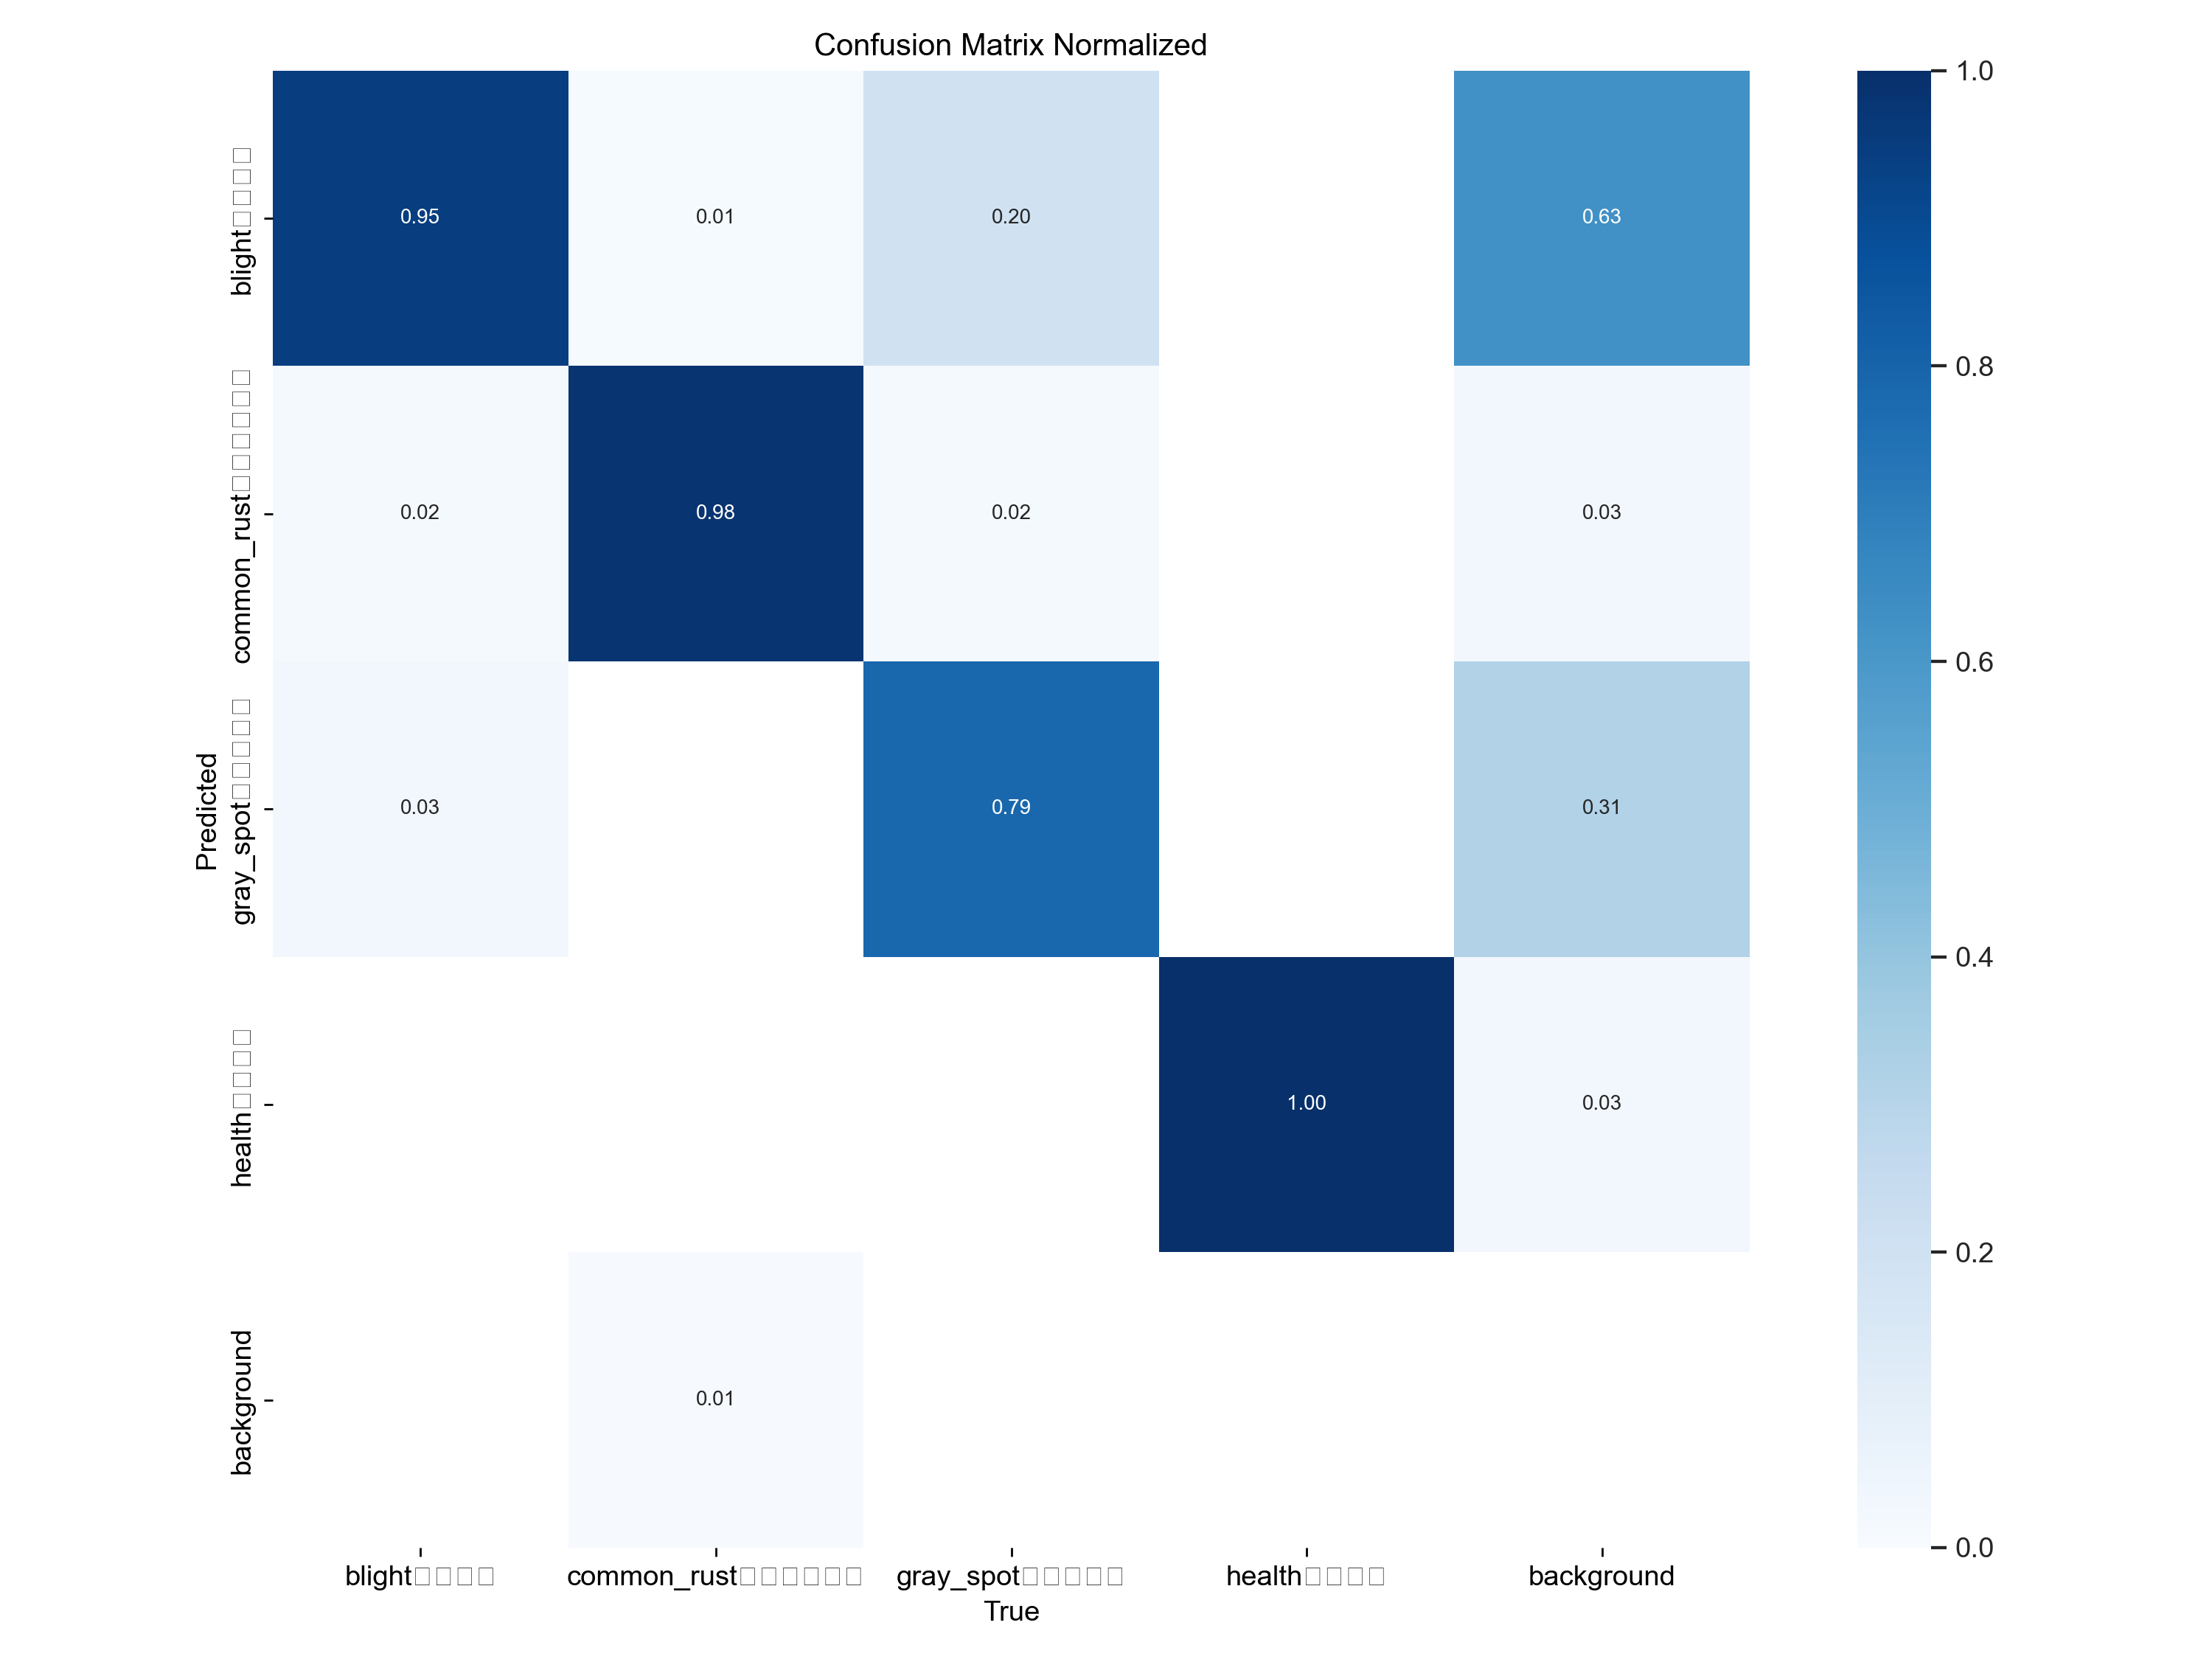 Confusion Matrix Normalized
1.0
0.8
0.6
0.4
0.2
0.0
Predicted
blight□□□□
common_rust□□□□□□
gray_spot□□□□□
health□□□□
background
0.95 0.01 0.20 0.63
0.02 0.98 0.02 0.03
0.03 0.79 0.31
1.00 0.03
0.01
blight□□□□ common_rust□□□□□□ gray_spot□□□□□ health□□□□ background
True